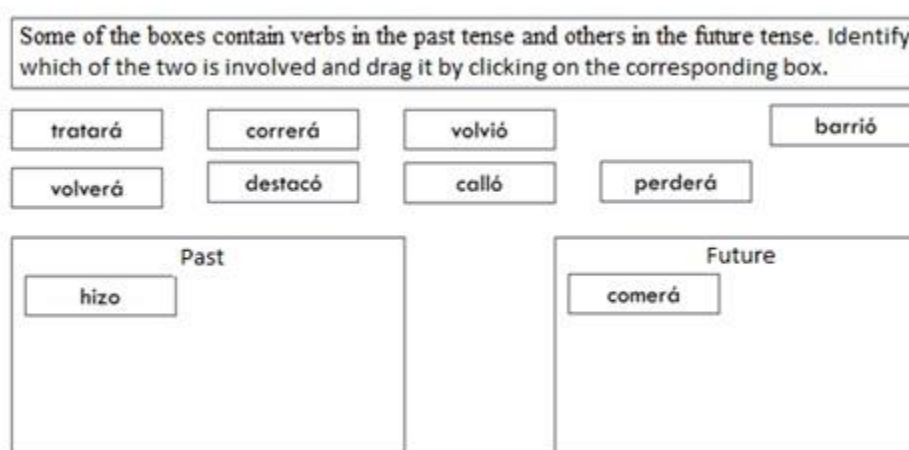 Some of the boxes contain verbs in the past tense and others in the future tense. Identify
which of the two is involved and drag it by clicking on the corresponding box.
tratará correrá volvió barrió
volverá destacó calló perderá
Past Future
hizo comerá